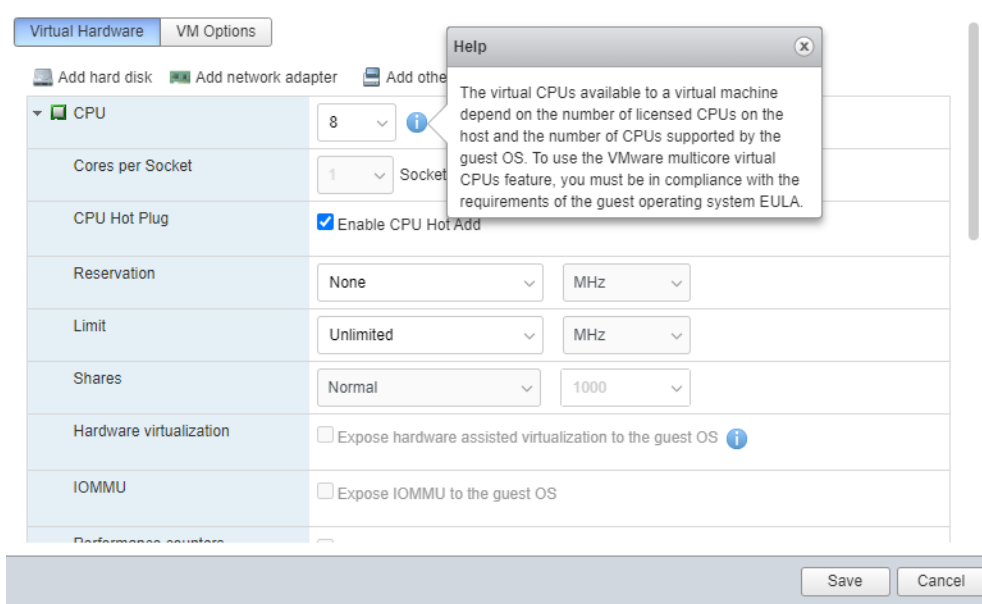 Virtual Hardware VM Options
Help
Add hard disk Add network adapter Add othe
The virtual CPUs available to a virtual machine
depend on the number of licensed CPUs on the
host and the number of CPUs supported by the
guest OS. To use the VMware multicore virtual
CPUs feature, you must be in compliance with the
requirements of the guest operating system EULA.
CPU 8
Cores per Socket 1 Socket
CPU Hot Plug Enable CPU Hot Add
Reservation None MHz
Limit Unlimited MHz
Shares Normal 1000
Hardware virtualization Expose hardware assisted virtualization to the guest OS
IOMMU Expose IOMMU to the guest OS
Performance counters
Save Cancel